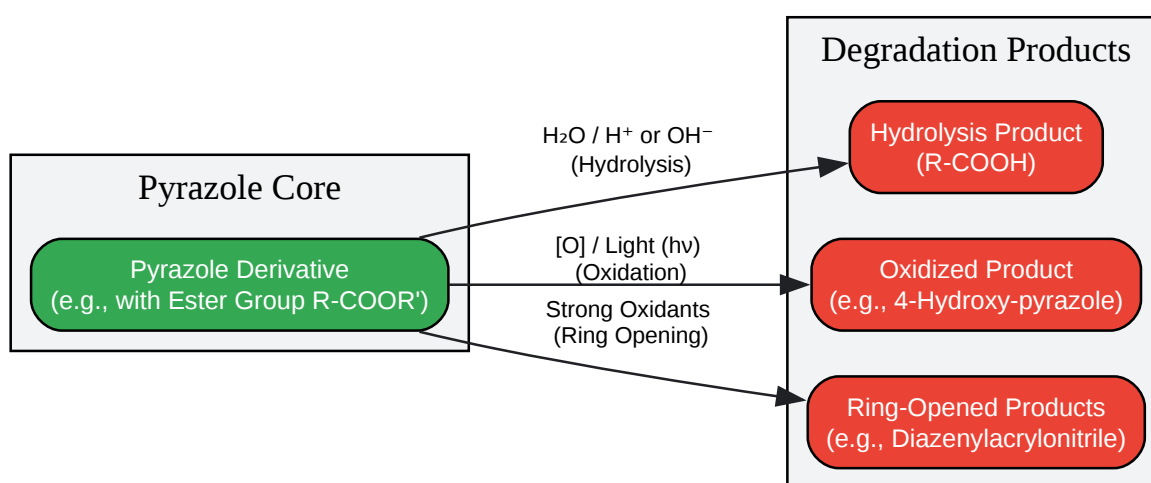 Pyrazole Core
Pyrazole Derivative
(e.g., with Ester Group R-COOR')
H₂O / H⁺ or OH⁻
(Hydrolysis)
[O] / Light (hν)
(Oxidation)
Strong Oxidants
(Ring Opening)
Degradation Products
Hydrolysis Product
(R-COOH)
Oxidized Product
(e.g., 4-Hydroxy-pyrazole)
Ring-Opened Products
(e.g., Diazenylacrylonitrile)